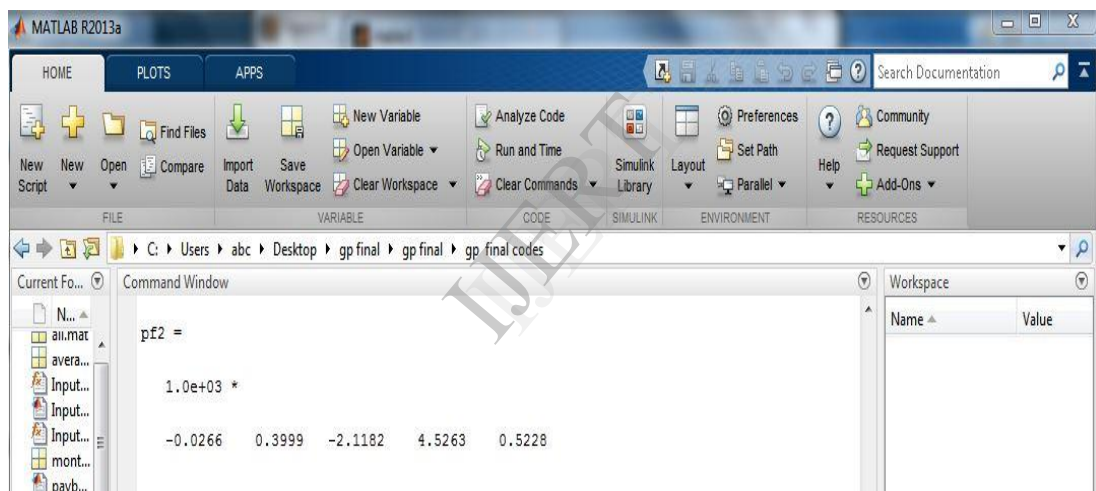 MATLAB R2013a
HOME PLOTS APPS
Search Documentation
New Script
New
Open
Find Files
Compare
Import Data
Save Workspace
New Variable
Open Variable
Clear Workspace
Analyze Code
Run and Time
Clear Commands
Simulink Library
Layout
Preferences
Set Path
Parallel
Help
Community
Request Support
Add-Ons
FILE VARIABLE CODE SIMULINK ENVIRONMENT RESOURCES
C: Users abc Desktop gp final gp final gp final codes
Current Fo...
N...
all.mat
avera...
Input...
Input...
Input...
mont...
payb...
Command Window
pf2 =
1.0e+03 *
-0.0266 0.3999 -2.1182 4.5263 0.5228
Workspace
Name Value
IJERT